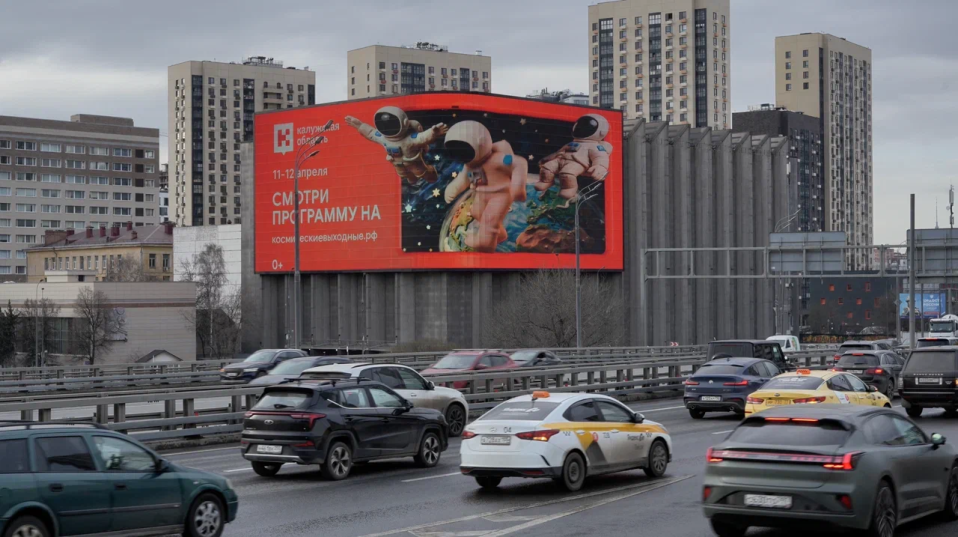 калужская
область
11-12 апреля
СМОТРИ
ПРОГРАММУ НА
космическиевыходные.рф
0+